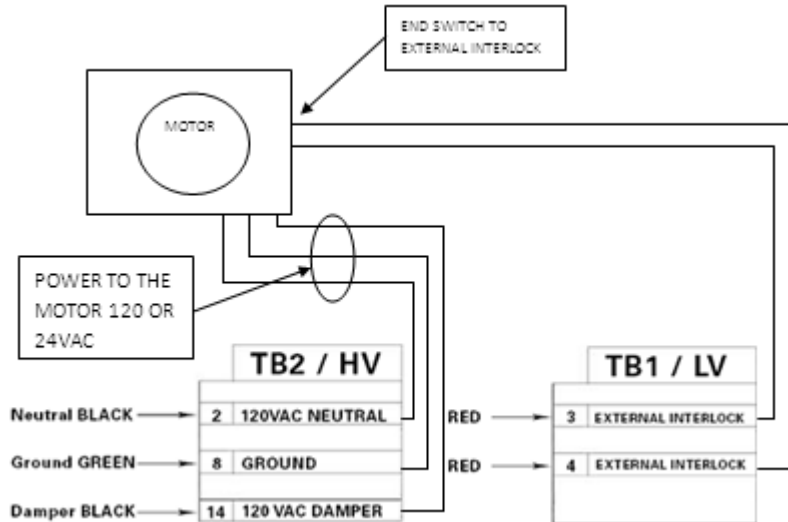 END SWITCH TO
EXTERNAL INTERLOCK
MOTOR
POWER TO THE
MOTOR 120 OR
24VAC
TB2 / HV
Neutral BLACK
2
120VAC NEUTRAL
Ground GREEN
8
GROUND
Damper BLACK
14
120 VAC DAMPER
TB1 / LV
RED
3
EXTERNAL INTERLOCK
RED
4
EXTERNAL INTERLOCK